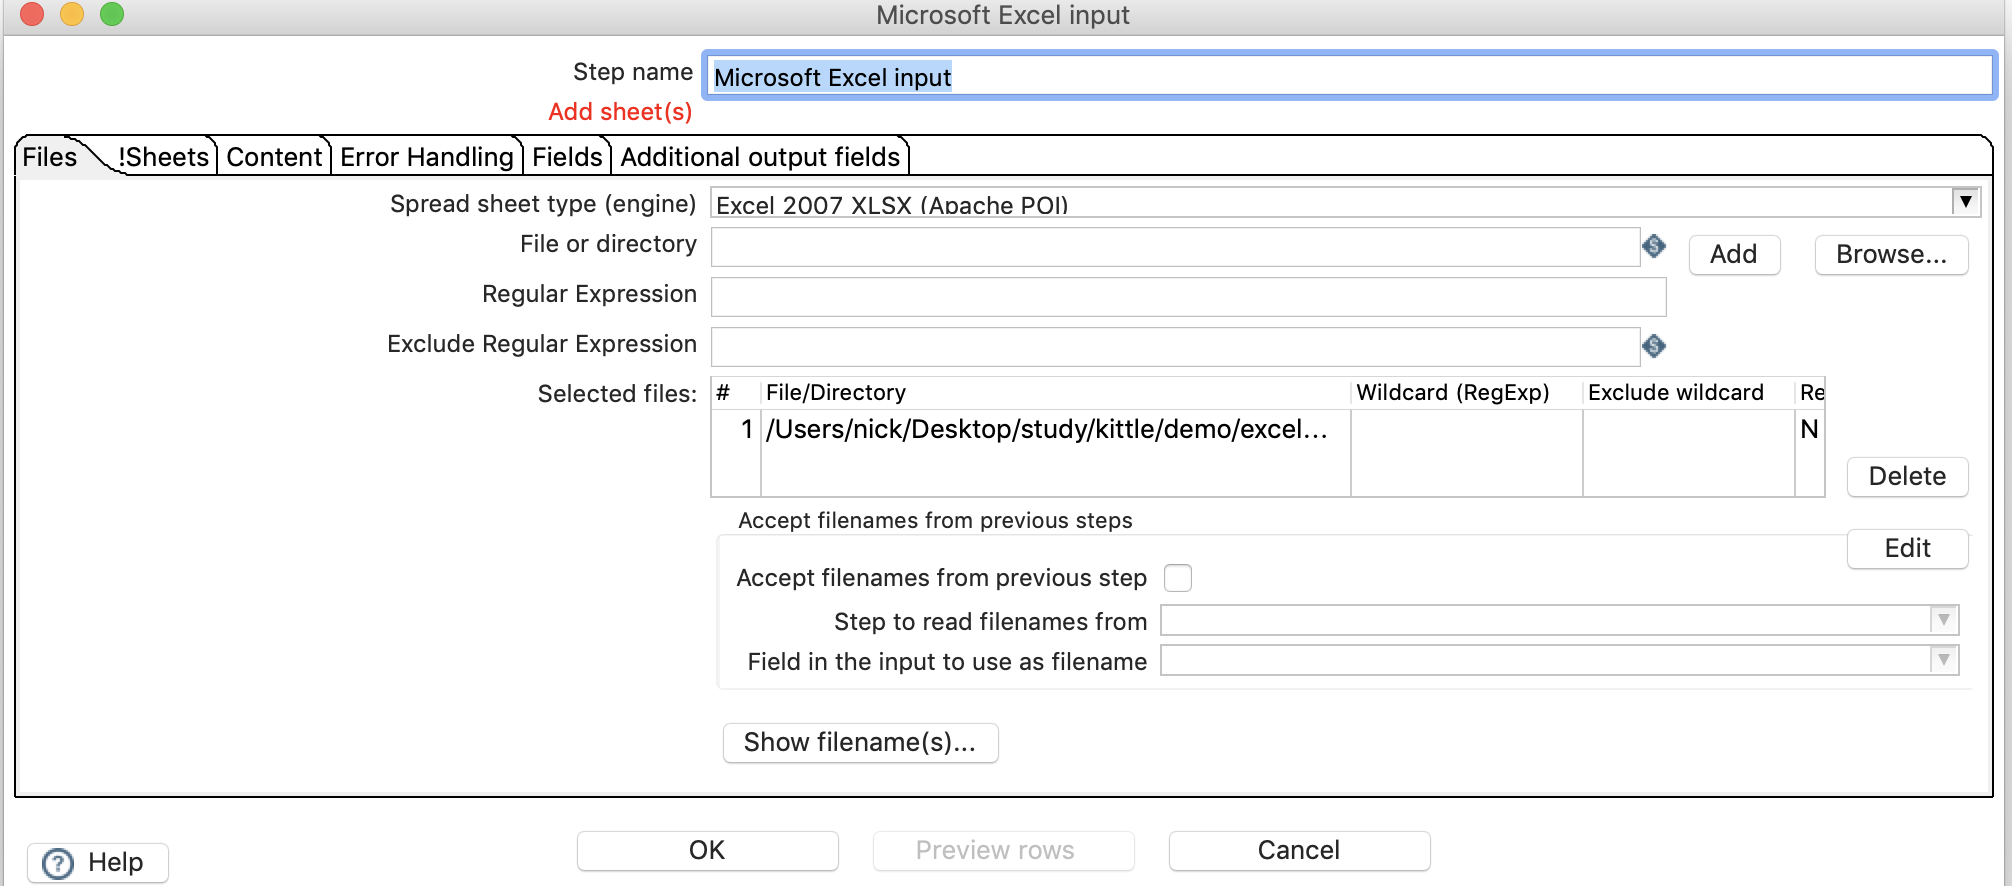 Microsoft Excel input
Step name Microsoft Excel input
Add sheet(s)
Files !Sheets Content Error Handling Fields Additional output fields
Spread sheet type (engine) Excel 2007 XLSX (Apache POI)
File or directory Add Browse...
Regular Expression
Exclude Regular Expression
Selected files: # File/Directory Wildcard (RegExp) Exclude wildcard Re
1 /Users/nick/Desktop/study/kittle/demo/excel... N
Delete
Accept filenames from previous steps
Edit
Accept filenames from previous step
Step to read filenames from
Field in the input to use as filename
Show filename(s)...
OK Preview rows Cancel
? Help